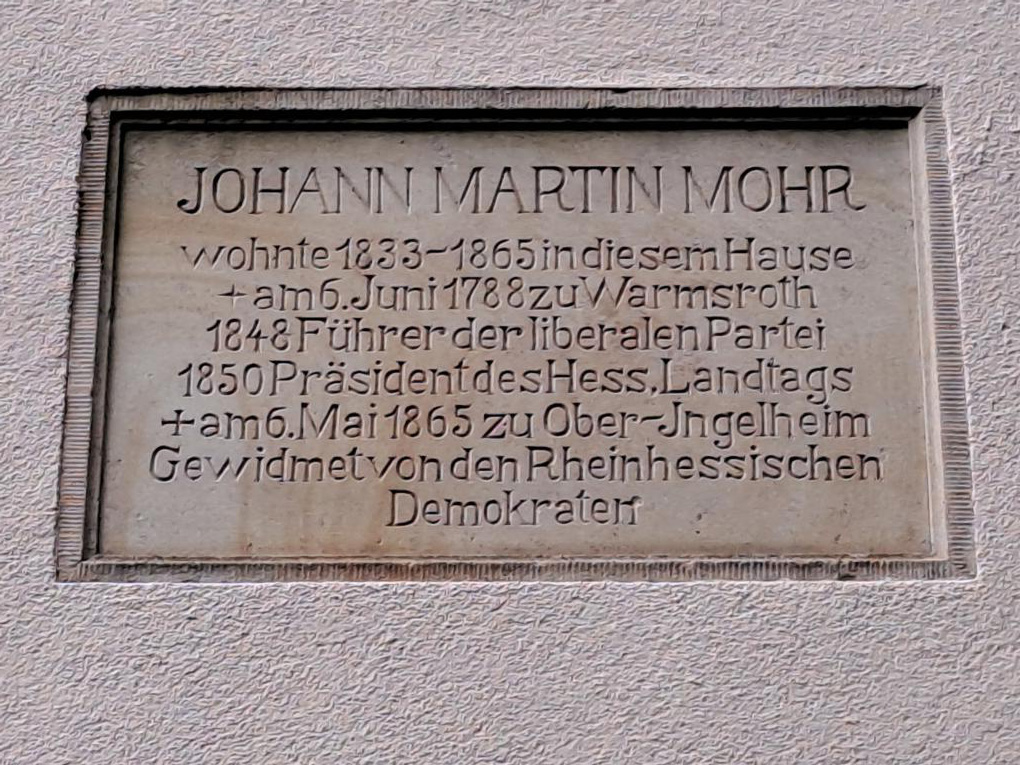 JOHANN MARTIN MOHR
wohnte 1833-1865 in diesem Hause
+ am 6. Juni 1788 zu Warmsroth
1848 Führer der liberalen Partei
1850 Präsident des Hess. Landtags
+ am 6. Mai 1865 zu Ober-Jngelheim
Gewidmet von den Rheinhessischen
Demokraten